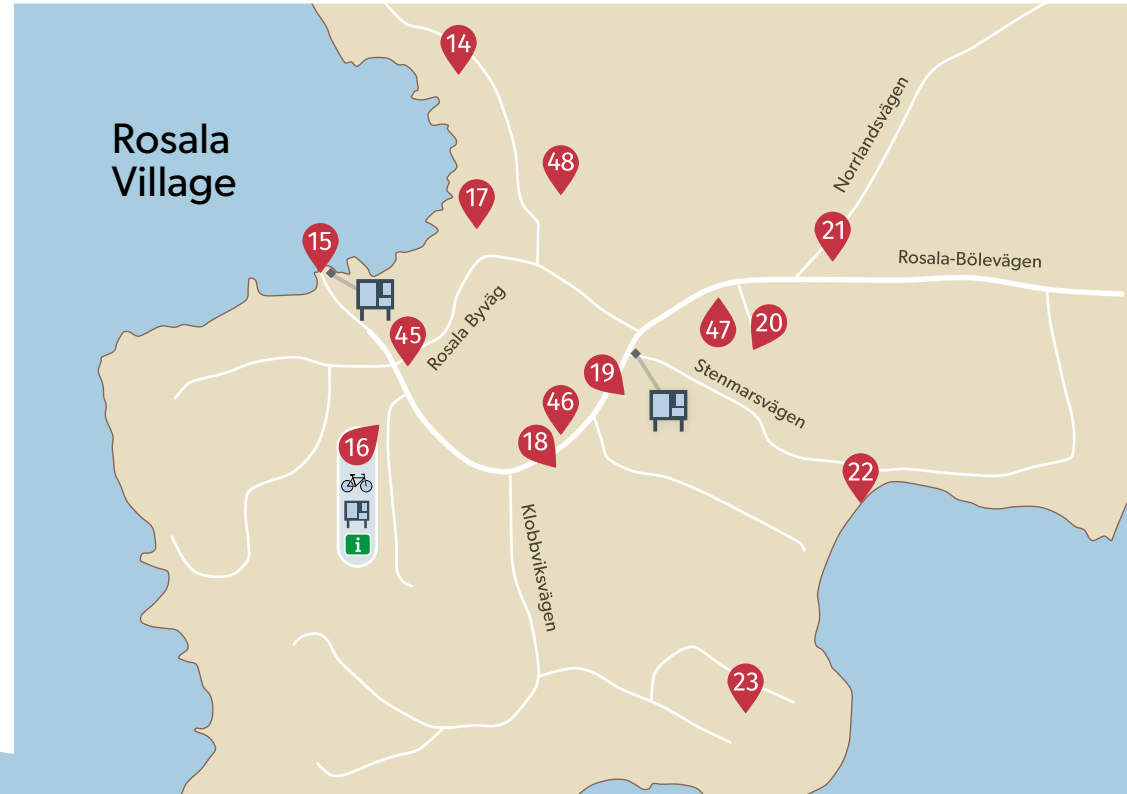 14
Rosala
Village
48
17
Norrlandsvägen
21
15
Rosala-Bölevägen
Rosala Byväg
45
47
20
19
Stenmarsvägen
46
18
16
22
i
Klobbviksvägen
23